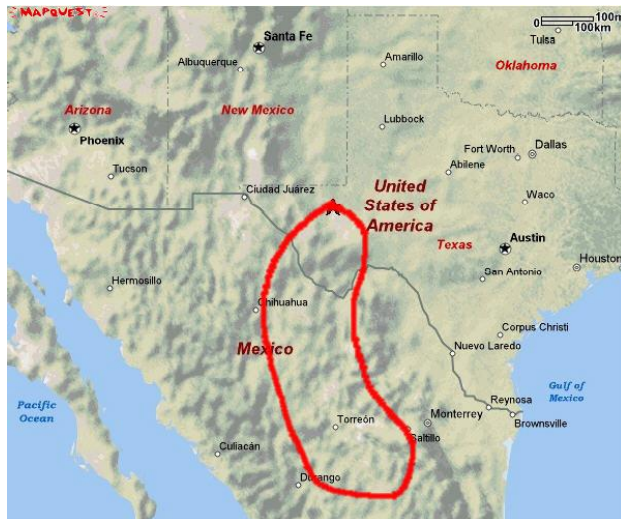 MAPQUEST
100m
100km
Santa Fe
Tulsa
Albuquerque
Amarillo
Oklahoma
Arizona
New Mexico
Phoenix
Lubbock
Fort Worth
Dallas
Tucson
Abilene
Ciudad Juárez
United
States of
America
Waco
Texas
Austin
San Antonio
Houston
Hermosillo
Chihuahua
Mexico
Corpus Christi
Nuevo Laredo
Pacific
Ocean
Gulf of
Mexico
Reynosa
Brownsville
Torreón
Monterrey
Saltillo
Culiacán
Durango